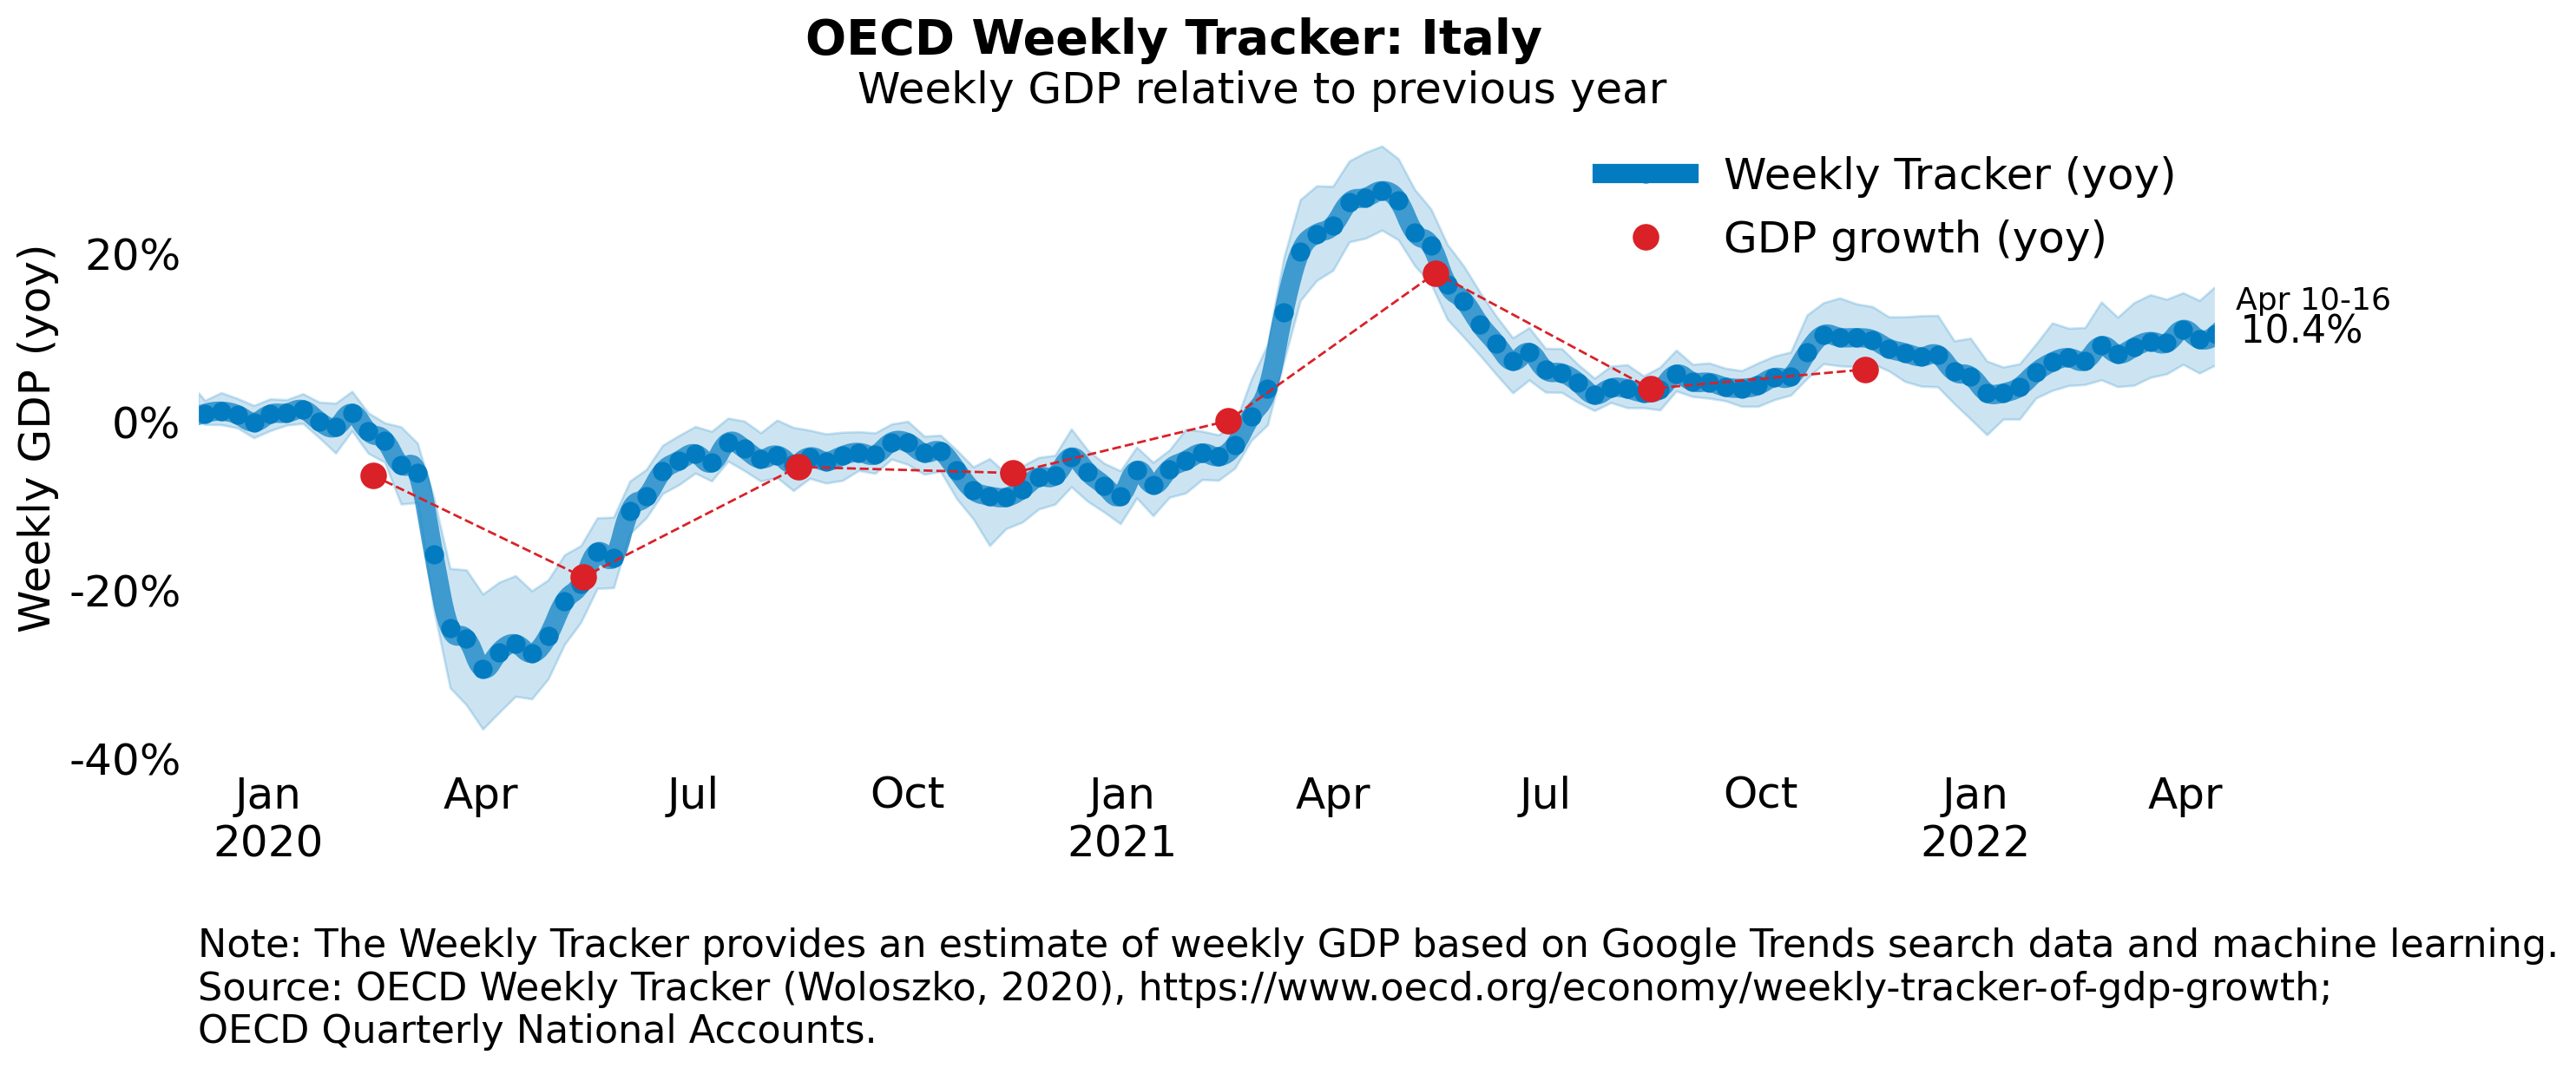 OECD Weekly Tracker: Italy
Weekly GDP relative to previous year
Weekly Tracker (yoy)
GDP growth (yoy)
Weekly GDP (yoy)
20%
0%
-20%
-40%
Apr 10-16
10.4%
Jan Apr Jul Oct Jan Apr Jul Oct Jan Apr
2020 2021 2022
Note: The Weekly Tracker provides an estimate of weekly GDP based on Google Trends search data and machine learning.
Source: OECD Weekly Tracker (Woloszko, 2020), https://www.oecd.org/economy/weekly-tracker-of-gdp-growth;
OECD Quarterly National Accounts.